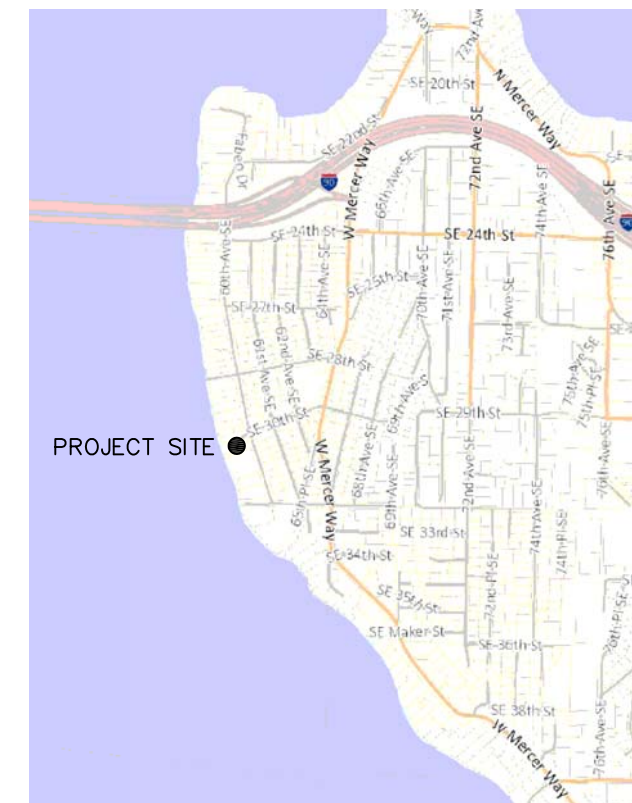 72nd Ave
Way
SE 20th St
N Mercer Way
SE 22nd St
Faben Dr
90
W Mercer Way
66th Ave SE
72nd Ave SE
74th Ave SE
76th Ave SE
90
SE 24th St
SE 24th St
60th Ave SE
SE 25th St
70th Ave SE
71st Ave SE
SE 27th St
61st Ave SE
62nd Ave SE
73rd Ave SE
SE 28th St
75th Ave SE
75th Pl SE
SE 29th St
SE 30th St
69th Ave S
PROJECT SITE
W Mercer Way
68th Ave SE
69th Ave SE
72nd Ave SE
74th Ave SE
76th Ave SE
SE 33rd St
74th Pl SE
SE 34th St
72nd Pl SE
SE 35th St
SE Maker St
SE 36th St
SE 38th St
W Mercer Way
76th Ave SE